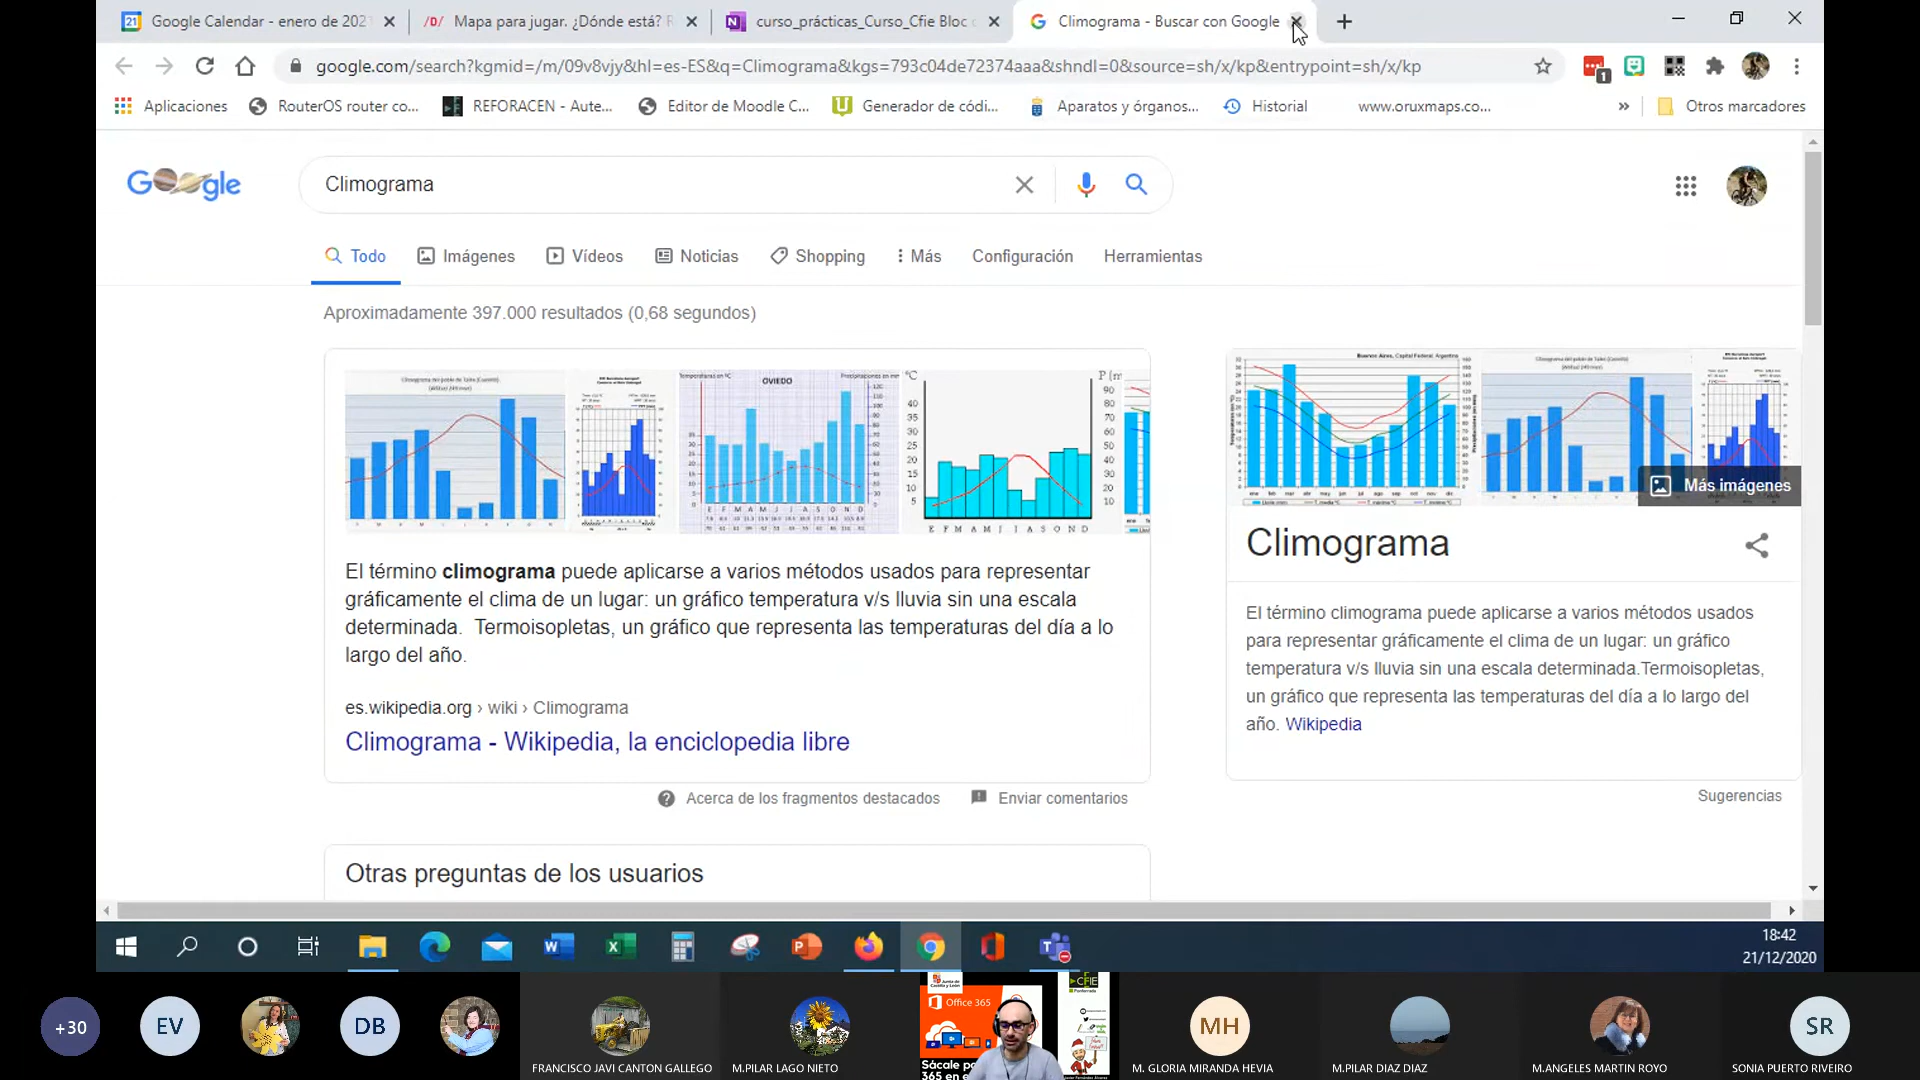 Google Calendar - enero de 202
Mapa para jugar. ¿Dónde está? R
curso_prácticas_Curso_Cfie Bloc d
Climograma - Buscar con Google
google.com/search?kgmid=/m/09v8vjy&hl=es-ES&q=Climograma&kgs=793c04de72374aaa&shndl=0&source=sh/x/kp&entrypoint=sh/x/kp
1
Aplicaciones
RouterOS router co...
REFORACEN - Aute...
Editor de Moodle C...
Generador de códi...
Aparatos y órganos...
Historial
www.oruxmaps.co...
»
Otros marcadores
Google
Climograma
Todo
Imágenes
Vídeos
Noticias
Shopping
Más
Configuración
Herramientas
Aproximadamente 397.000 resultados (0,68 segundos)
OVIEDO
Buenos Aires, Capital Federal, Argentina
Más imágenes
Climograma
El término climograma puede aplicarse a varios métodos usados para representar
gráficamente el clima de un lugar: un gráfico temperatura v/s lluvia sin una escala
determinada. Termoisopletas, un gráfico que representa las temperaturas del día a lo
largo del año.
es.wikipedia.org › wiki › Climograma
Climograma - Wikipedia, la enciclopedia libre
El término climograma puede aplicarse a varios métodos usados
para representar gráficamente el clima de un lugar: un gráfico
temperatura v/s lluvia sin una escala determinada.Termoisopletas,
un gráfico que representa las temperaturas del día a lo largo del
año. Wikipedia
Acerca de los fragmentos destacados
Enviar comentarios
Sugerencias
Otras preguntas de los usuarios
18:42
21/12/2020
+30
EV
DB
FRANCISCO JAVI CANTON GALLEGO
M.PILAR LAGO NIETO
Office 365
CFIE
MH
M. GLORIA MIRANDA HEVIA
M.PILAR DIAZ DIAZ
M.ANGELES MARTIN ROYO
SR
SONIA PUERTO RIVEIRO